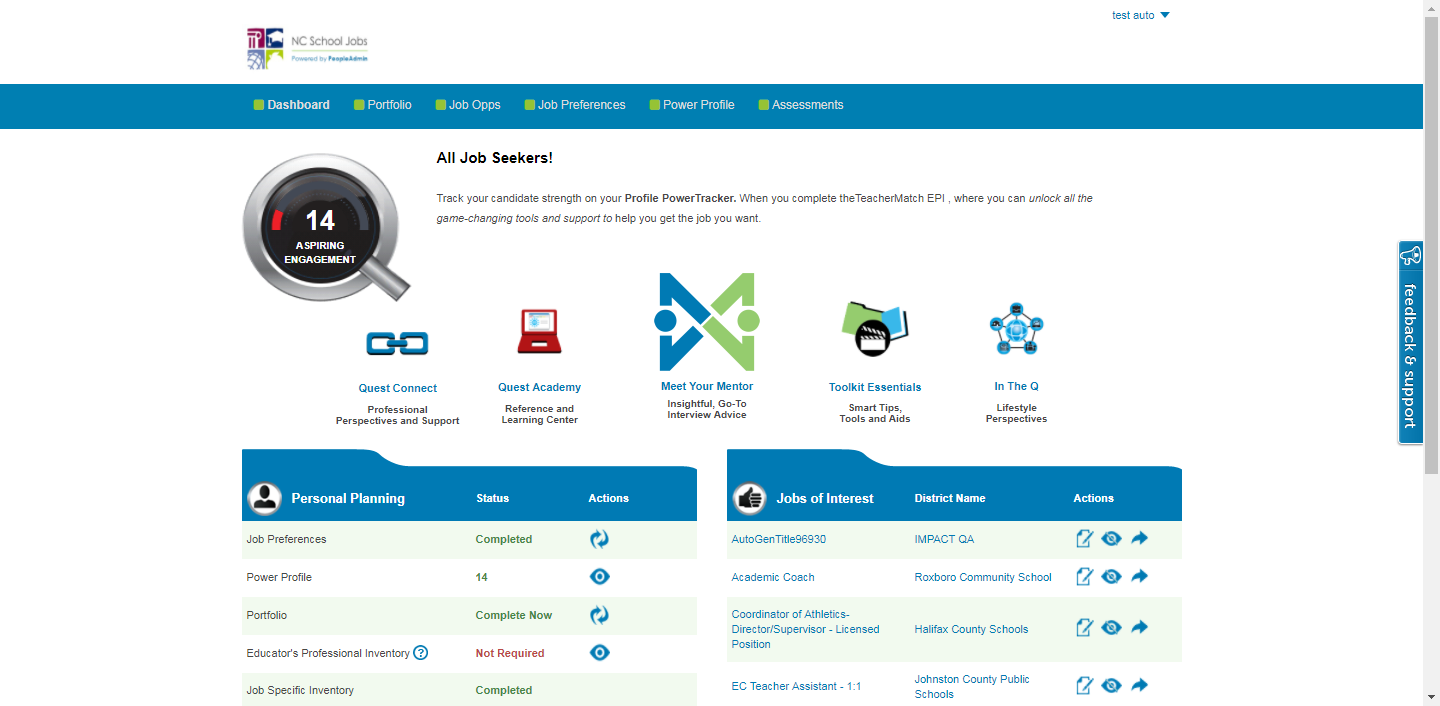 test auto
NC School Jobs
Powered by PeopleAdmin
Dashboard
Portfolio
Job Opps
Job Preferences
Power Profile
Assessments
14
ASPIRING
ENGAGEMENT
All Job Seekers!
Track your candidate strength on your Profile PowerTracker. When you complete theTeacherMatch EPI , where you can unlock all the
game-changing tools and support to help you get the job you want.
feedback & support
Quest Connect
Professional
Perspectives and Support
Quest Academy
Reference and
Learning Center
Meet Your Mentor
Insightful, Go-To
Interview Advice
Toolkit Essentials
Smart Tips,
Tools and Aids
In The Q
Lifestyle
Perspectives
Personal Planning Status Actions
Job Preferences Completed
Power Profile 14
Portfolio Complete Now
Educator's Professional Inventory ? Not Required
Job Specific Inventory Completed
Jobs of Interest District Name Actions
AutoGenTitle96930 IMPACT QA
Academic Coach Roxboro Community School
Coordinator of Athletics-
Director/Supervisor - Licensed
Position
Halifax County Schools
EC Teacher Assistant - 1:1
Johnston County Public
Schools